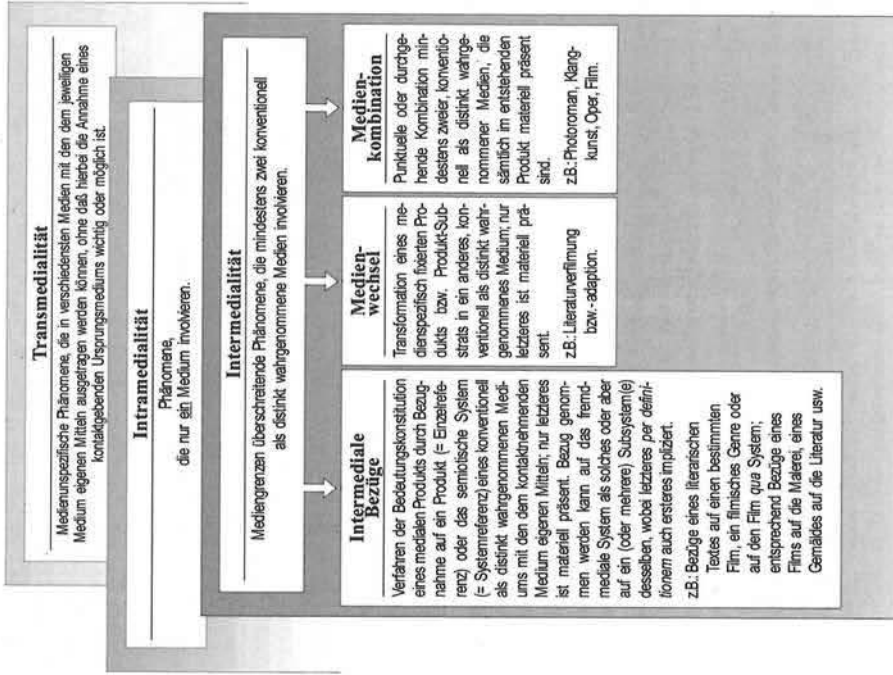 Transmedialität
Medienunspezifische Phänomene, die in verschiedensten Medien mit den dem jeweiligen
Medium eigenen Mitteln ausgetragen werden können, ohne daß hierbei die Annahme eines
kontaktgebenden Ursprungsmediums wichtig oder möglich ist.
Intramedialität
Phänomene,
die nur ein Medium involvieren.
Intermedialität
Mediengrenzen überschreitende Phänomene, die mindestens zwei konventionell
als distinkt wahrgenommene Medien involvieren.
Intermediale
Bezüge
Verfahren der Bedeutungskonstitution
eines medialen Produkts durch Bezug-
nahme auf ein Produkt (= Einzelrefe-
renz) oder das semiotische System
(= Systemreferenz) eines konventionell
als distinkt wahrgenommenen Medi-
ums mit den dem kontaktnehmenden
Medium eigenen Mitteln; nur letzteres
ist materiell präsent. Bezug genom-
men werden kann auf das fremd-
mediale System als solches oder aber
auf ein (oder mehrere) Subsystem(e)
desselben, wobei letzteres per defini-
tionem auch ersteres impliziert.
z.B.: Bezüge eines literarischen
Textes auf einen bestimmten
Film, ein filmisches Genre oder
auf den Film qua System;
entsprechend Bezüge eines
Films auf die Malerei, eines
Gemäldes auf die Literatur usw.
Medien-
wechsel
Transformation eines me-
dienspezifisch fixierten Pro-
dukts bzw. Produkt-Sub-
strats in ein anderes, kon-
ventionell als distinkt wahr-
genommenes Medium; nur
letzteres ist materiell prä-
sent.
z.B.: Literaturverfilmung
bzw. -adaption.
Medien-
kombination
Punktuelle oder durchge-
hende Kombination min-
destens zweier, konventio-
nell als distinkt wahrge-
nommener Medien, die
sämtlich im entstehenden
Produkt materiell präsent
sind.
z.B.: Photoroman, Klang-
kunst, Oper, Film.